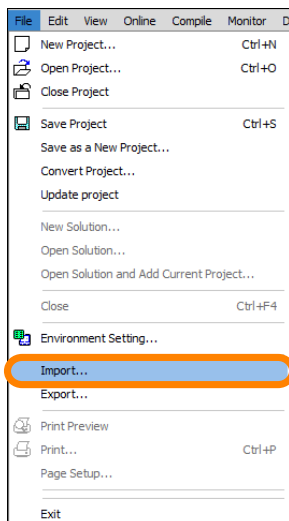 File Edit View Online Compile Monitor D
New Project... Ctrl+N
Open Project... Ctrl+O
Close Project
Save Project Ctrl+S
Save as a New Project...
Convert Project...
Update project
New Solution...
Open Solution...
Open Solution and Add Current Project...
Close Ctrl+F4
Environment Setting...
Import...
Export...
Print Preview
Print... Ctrl+P
Page Setup...
Exit